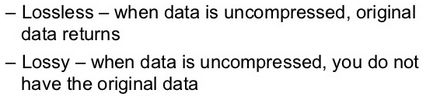 – Lossless – when data is uncompressed, original
data returns
– Lossy – when data is uncompressed, you do not
have the original data